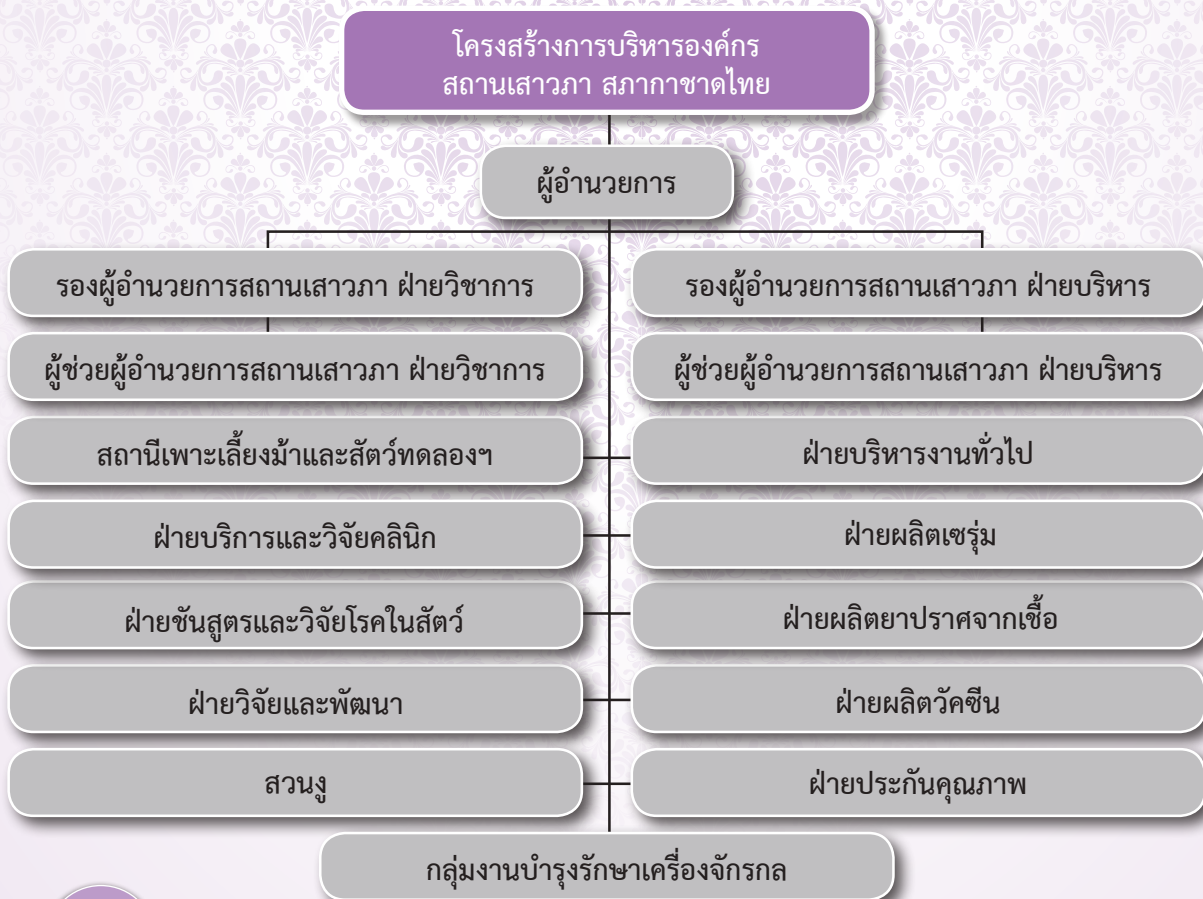 โครงสร้างการบริหารองค์กร
สถานเสาวภา สภากาชาดไทย
ผู้อำนวยการ
รองผู้อำนวยการสถานเสาวภา ฝ่ายวิชาการ
รองผู้อำนวยการสถานเสาวภา ฝ่ายบริหาร
ผู้ช่วยผู้อำนวยการสถานเสาวภา ฝ่ายวิชาการ
ผู้ช่วยผู้อำนวยการสถานเสาวภา ฝ่ายบริหาร
สถานีเพาะเลี้ยงม้าและสัตว์ทดลองฯ
ฝ่ายบริหารงานทั่วไป
ฝ่ายบริการและวิจัยคลินิก
ฝ่ายผลิตเซรุ่ม
ฝ่ายชันสูตรและวิจัยโรคในสัตว์
ฝ่ายผลิตยาปราศจากเชื้อ
ฝ่ายวิจัยและพัฒนา
ฝ่ายผลิตวัคซีน
สวนงู
ฝ่ายประกันคุณภาพ
กลุ่มงานบำรุงรักษาเครื่องจักรกล